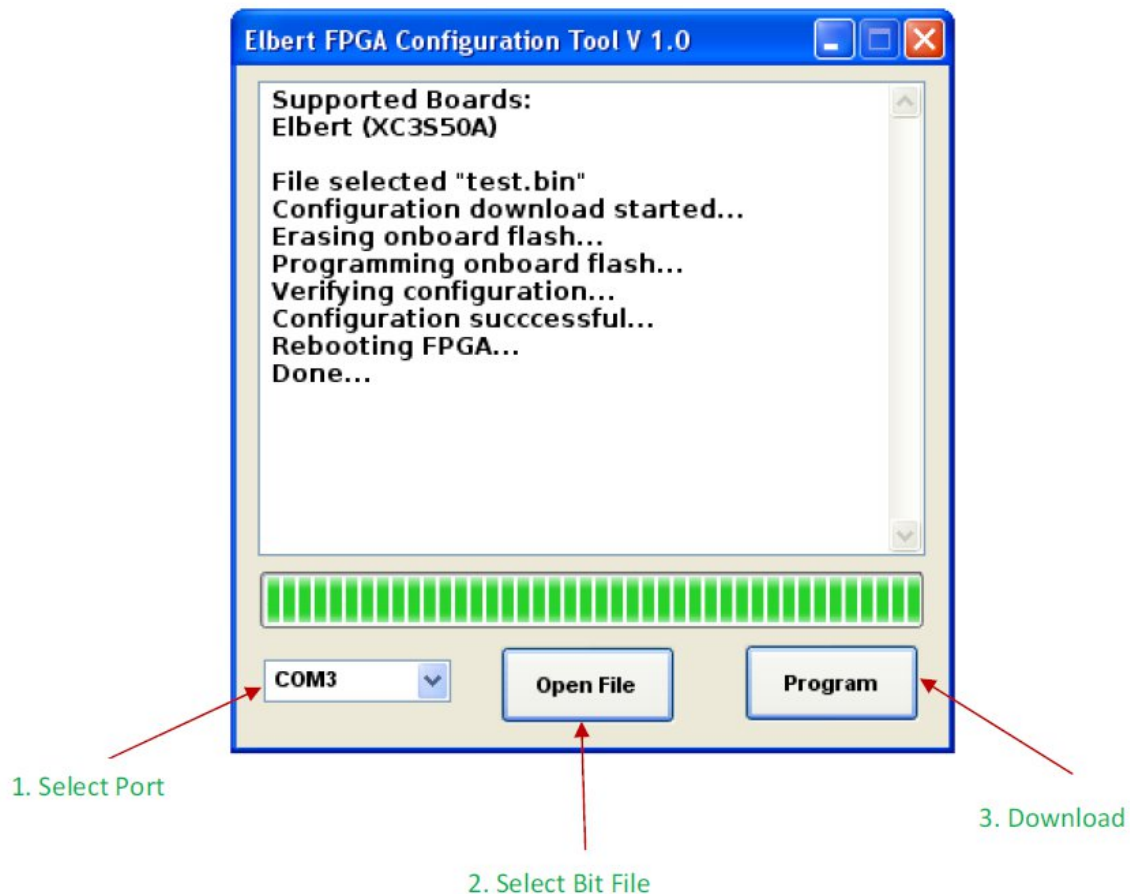 Elbert FPGA Configuration Tool V 1.0
Supported Boards:
Elbert (XC3S50A)
File selected "test.bin"
Configuration download started...
Erasing onboard flash...
Programming onboard flash...
Verifying configuration...
Configuration succcessful...
Rebooting FPGA...
Done...
COM3
Open File
Program
1. Select Port
3. Download
2. Select Bit File